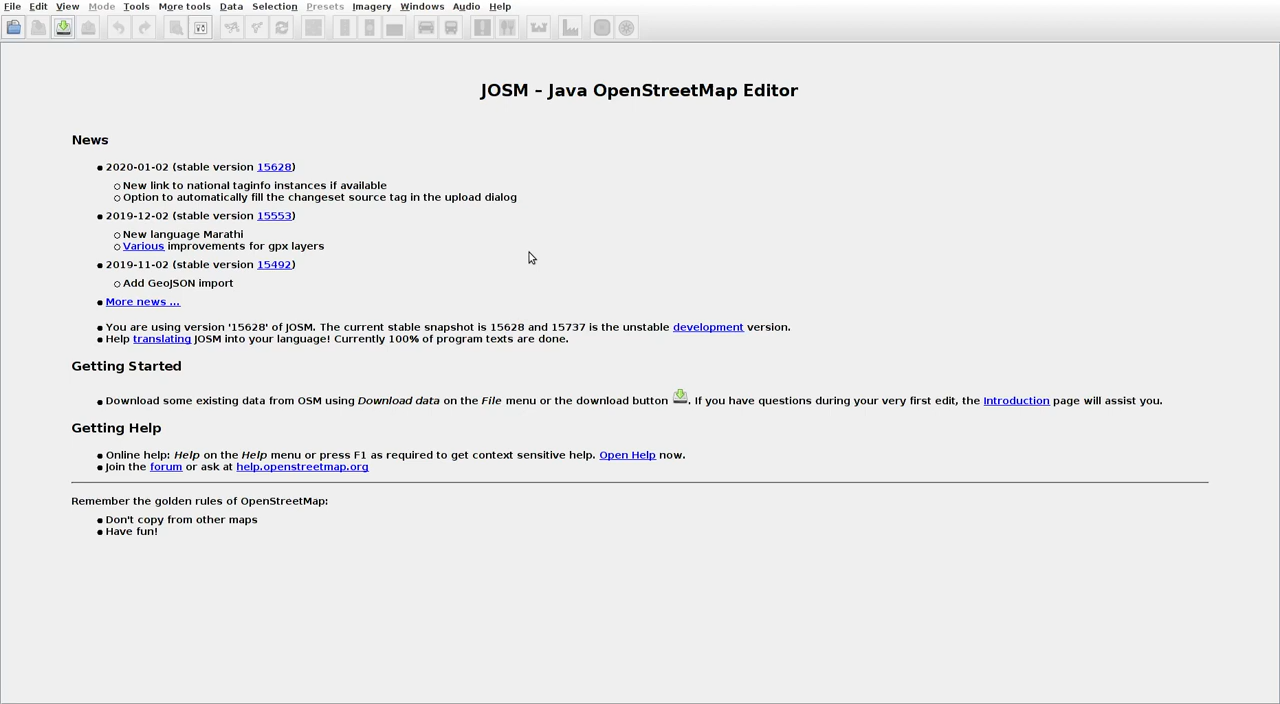 File Edit View Mode Tools More tools Data Selection Presets Imagery Windows Audio Help
JOSM – Java OpenStreetMap Editor
News
2020-01-02 (stable version 15628)
New link to national taginfo instances if available
Option to automatically fill the changeset source tag in the upload dialog
2019-12-02 (stable version 15553)
New language Marathi
Various improvements for gpx layers
2019-11-02 (stable version 15492)
Add GeoJSON import
More news ...
You are using version '15628' of JOSM. The current stable snapshot is 15628 and 15737 is the unstable development version.
Help translating JOSM into your language! Currently 100% of program texts are done.
Getting Started
Download some existing data from OSM using Download data on the File menu or the download button . If you have questions during your very first edit, the Introduction page will assist you.
Getting Help
Online help: Help on the Help menu or press F1 as required to get context sensitive help. Open Help now.
Join the forum or ask at help.openstreetmap.org
Remember the golden rules of OpenStreetMap:
Don't copy from other maps
Have fun!